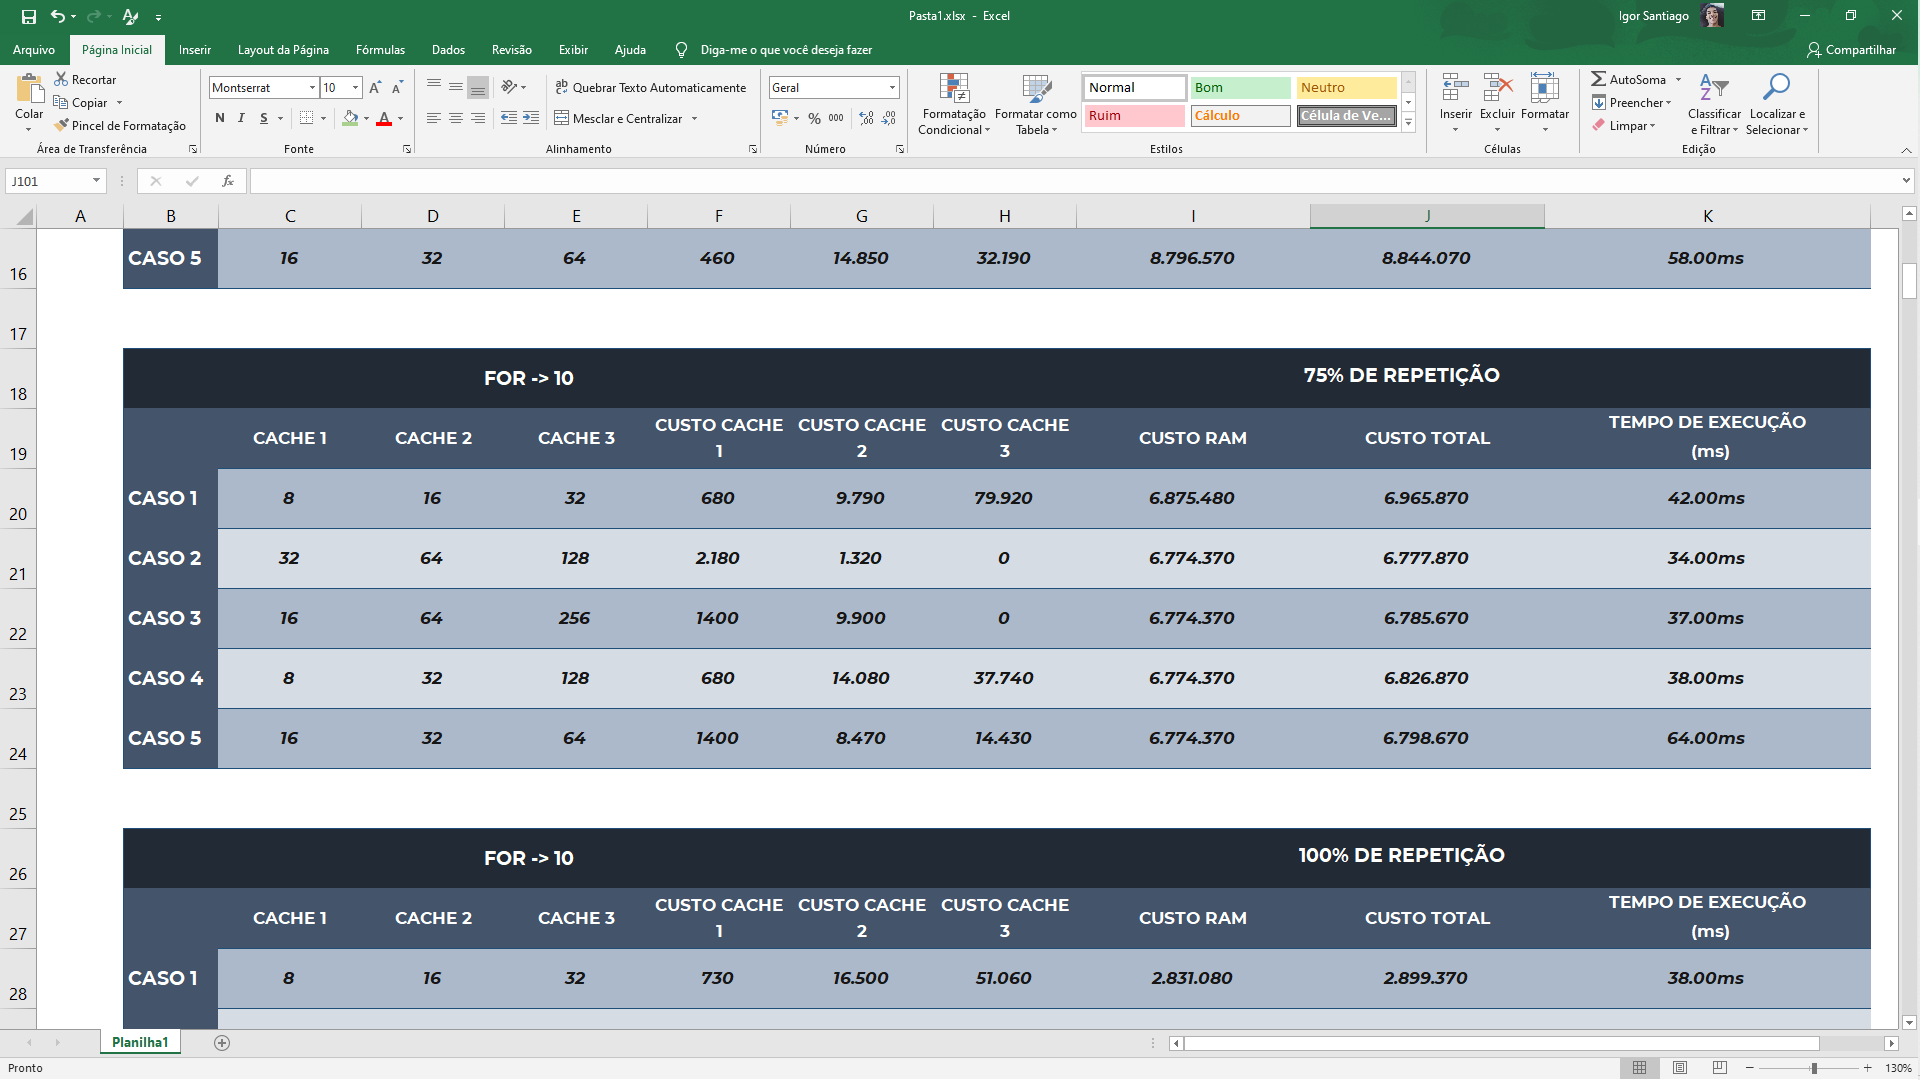 Pasta1.xlsx - Excel
Igor Santiago
Arquivo Página Inicial Inserir Layout da Página Fórmulas Dados Revisão Exibir Ajuda Diga-me o que você deseja fazer Compartilhar
Colar
Recortar
Copiar
Pincel de Formatação
Área de Transferência
Montserrat 10
N I S
Fonte
Quebrar Texto Automaticamente
Mesclar e Centralizar
Alinhamento
Geral
% 000
Número
Formatação Condicional
Formatar como Tabela
Normal Bom Neutro
Ruim Cálculo Célula de Ve...
Estilos
Inserir Excluir Formatar
Células
AutoSoma
Preencher
Limpar
Classificar e Filtrar
Localizar e Selecionar
Edição
J101 fx
A B C D E F G H I J K
16 CASO 5 16 32 64 460 14.850 32.190 8.796.570 8.844.070 58.00ms
17
18 FOR -> 10 75% DE REPETIÇÃO
19 CACHE 1 CACHE 2 CACHE 3 CUSTO CACHE 1 CUSTO CACHE 2 CUSTO CACHE 3 CUSTO RAM CUSTO TOTAL TEMPO DE EXECUÇÃO (ms)
20 CASO 1 8 16 32 680 9.790 79.920 6.875.480 6.965.870 42.00ms
21 CASO 2 32 64 128 2.180 1.320 0 6.774.370 6.777.870 34.00ms
22 CASO 3 16 64 256 1400 9.900 0 6.774.370 6.785.670 37.00ms
23 CASO 4 8 32 128 680 14.080 37.740 6.774.370 6.826.870 38.00ms
24 CASO 5 16 32 64 1400 8.470 14.430 6.774.370 6.798.670 64.00ms
25
26 FOR -> 10 100% DE REPETIÇÃO
27 CACHE 1 CACHE 2 CACHE 3 CUSTO CACHE 1 CUSTO CACHE 2 CUSTO CACHE 3 CUSTO RAM CUSTO TOTAL TEMPO DE EXECUÇÃO (ms)
28 CASO 1 8 16 32 730 16.500 51.060 2.831.080 2.899.370 38.00ms
Planilha1
Pronto
130%